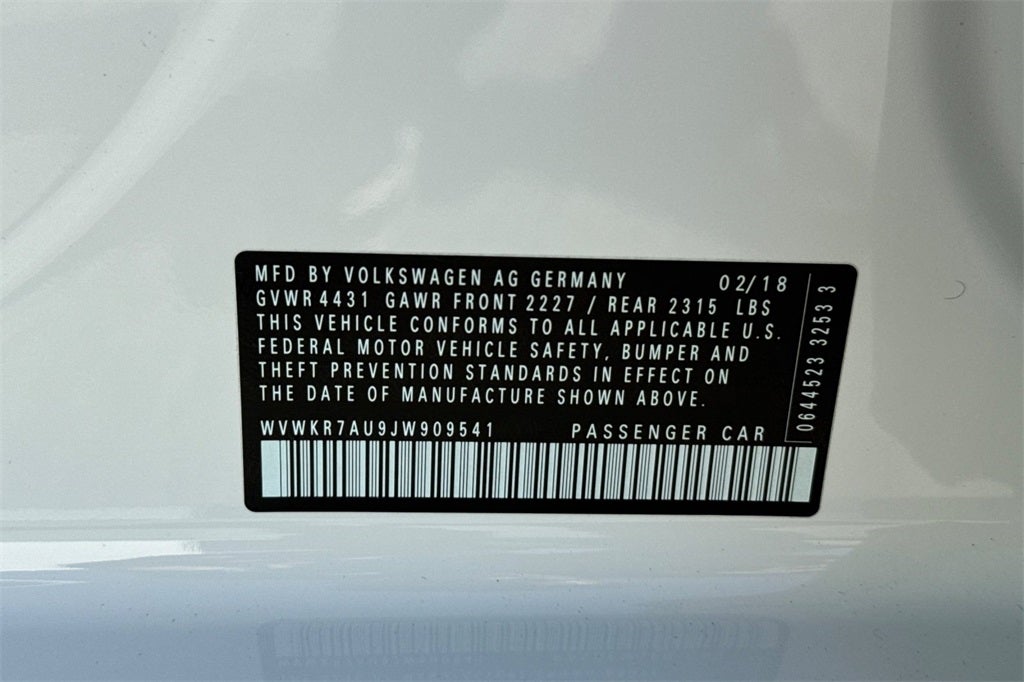 MFD BY VOLKSWAGEN AG GERMANY 02/18
GVWR 4431 GAWR FRONT 2227 / REAR 2315 LBS
THIS VEHICLE CONFORMS TO ALL APPLICABLE U.S.
FEDERAL MOTOR VEHICLE SAFETY, BUMPER AND
THEFT PREVENTION STANDARDS IN EFFECT ON
THE DATE OF MANUFACTURE SHOWN ABOVE.
WVWKR7AU9JW909541 PASSENGER CAR
0644523 3253 3